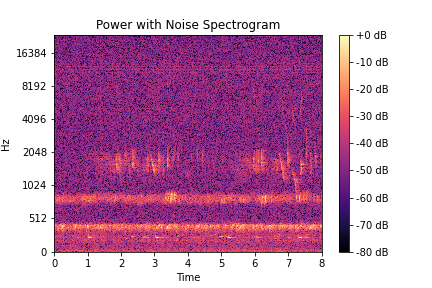 Power with Noise Spectrogram
Hz
16384
8192
4096
2048
1024
512
0
0 1 2 3 4 5 6 7 8
Time
+0 dB
-10 dB
-20 dB
-30 dB
-40 dB
-50 dB
-60 dB
-70 dB
-80 dB